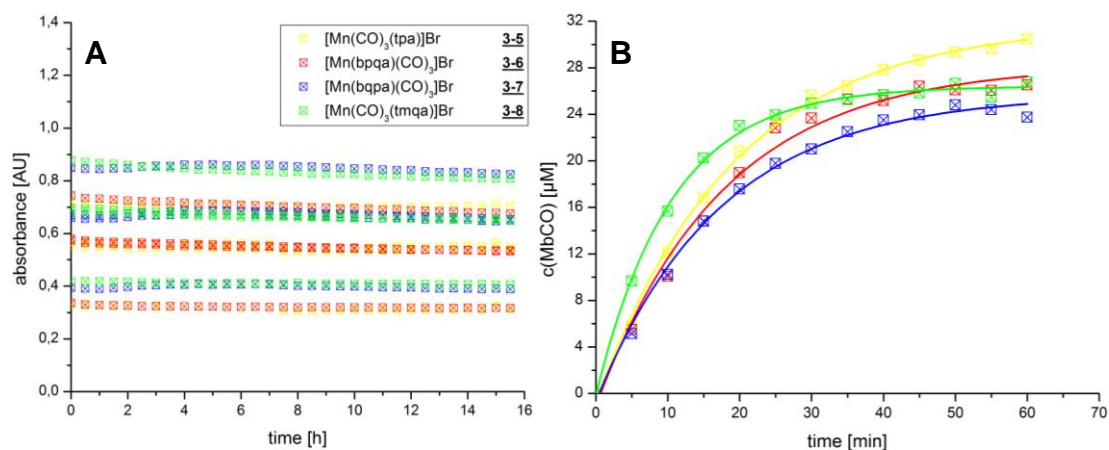 A
[Mn(CO)₃(tpa)]Br 3-5
[Mn(bpqa)(CO)₃]Br 3-6
[Mn(bqpa)(CO)₃]Br 3-7
[Mn(CO)₃(tmqa)]Br 3-8
absorbance [AU]
1,4
1,2
1,0
0,8
0,6
0,4
0,2
0,0
0 2 4 6 8 10 12 14 16
time [h]
B
c(MbCO) [µM]
32
28
24
20
16
12
8
4
0
0 10 20 30 40 50 60 70
time [min]